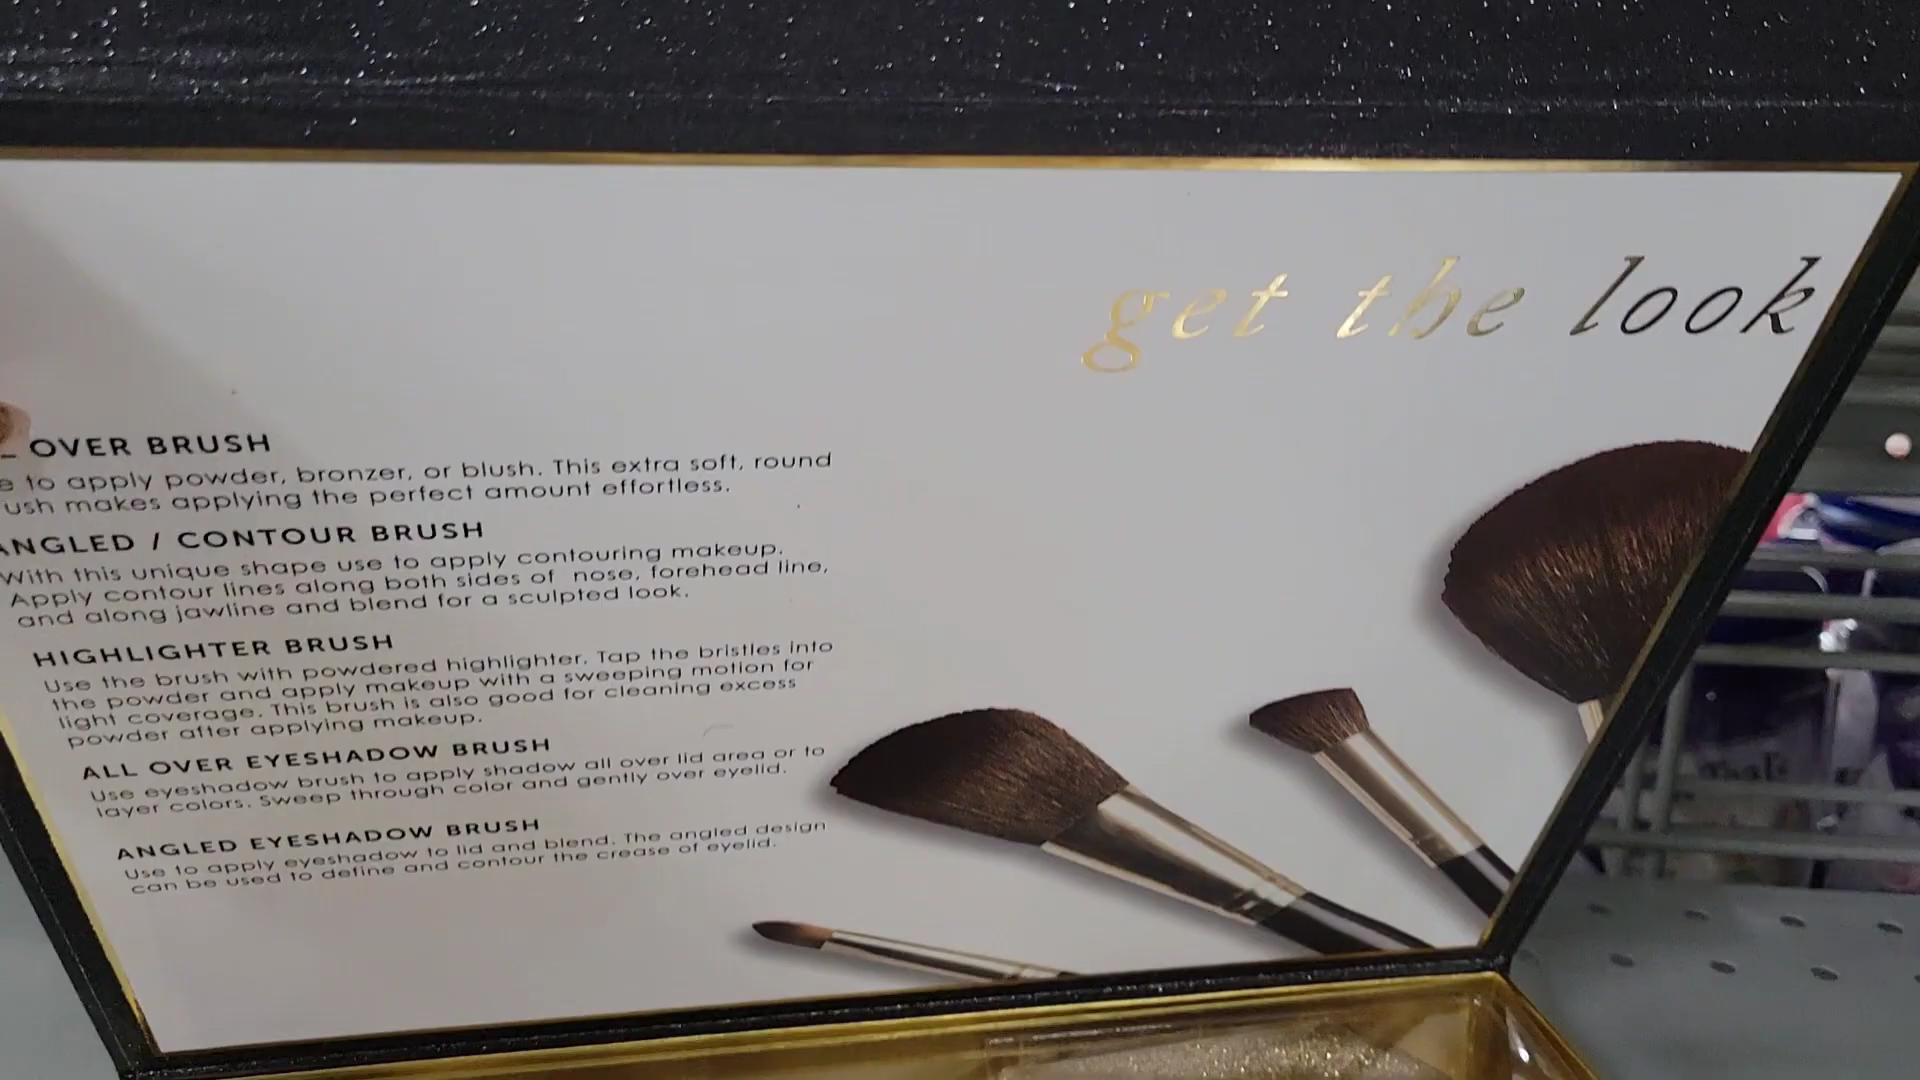 get the look
OVER BRUSH
to apply powder, bronzer, or blush. This extra soft, round
makes applying the perfect amount effortless.
ANGLED / CONTOUR BRUSH
With this unique shape use to apply contouring makeup.
Apply contour lines along both sides of nose, forehead line,
and along jawline and blend for a sculpted look.
HIGHLIGHTER BRUSH
Use the brush with powdered highlighter. Tap the bristles into
the powder and apply makeup with a sweeping motion for
light coverage. This brush is also good for cleaning excess
powder after applying makeup.
ALL OVER EYESHADOW BRUSH
Use eyeshadow brush to apply shadow all over lid area or to
layer colors. Sweep through color and gently over eyelid.
ANGLED EYESHADOW BRUSH
Use to apply eyeshadow to lid and blend. The angled design
can be used to define and contour the crease of eyelid.